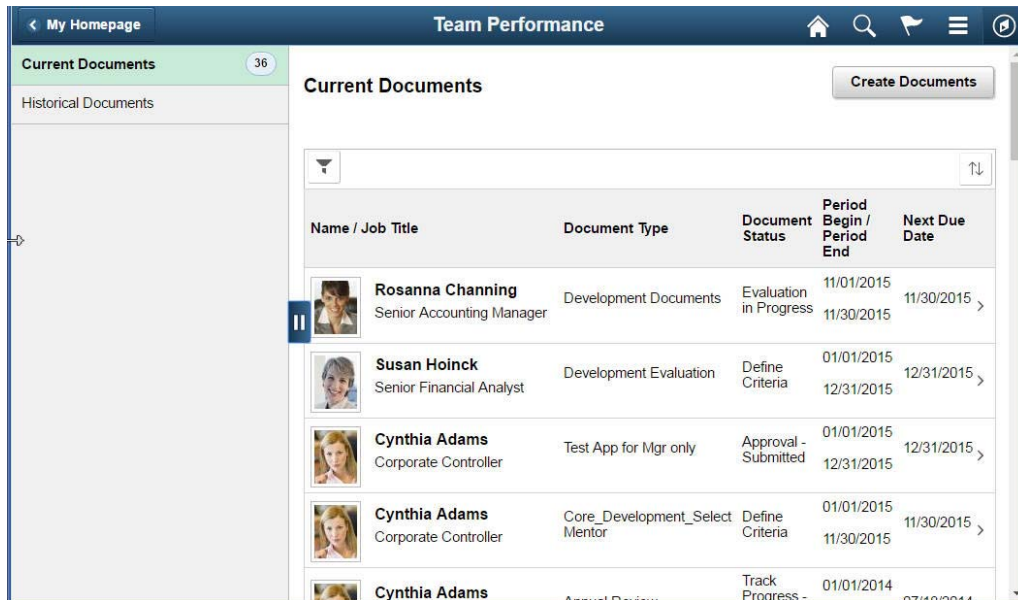 My Homepage
Team Performance
Current Documents 36
Historical Documents
Current Documents
Create Documents
Name / Job Title
Document Type
Document
Status
Period
Begin /
Period
End
Next Due
Date
Rosanna Channing
Senior Accounting Manager
Development Documents
Evaluation
in Progress
11/01/2015
11/30/2015
11/30/2015
Susan Hoinck
Senior Financial Analyst
Development Evaluation
Define
Criteria
01/01/2015
12/31/2015
12/31/2015
Cynthia Adams
Corporate Controller
Test App for Mgr only
Approval -
Submitted
01/01/2015
12/31/2015
12/31/2015
Cynthia Adams
Corporate Controller
Core_Development_Select
Mentor
Define
Criteria
01/01/2015
11/30/2015
11/30/2015
Cynthia Adams
Annual Review
Track
Progress -
01/01/2014